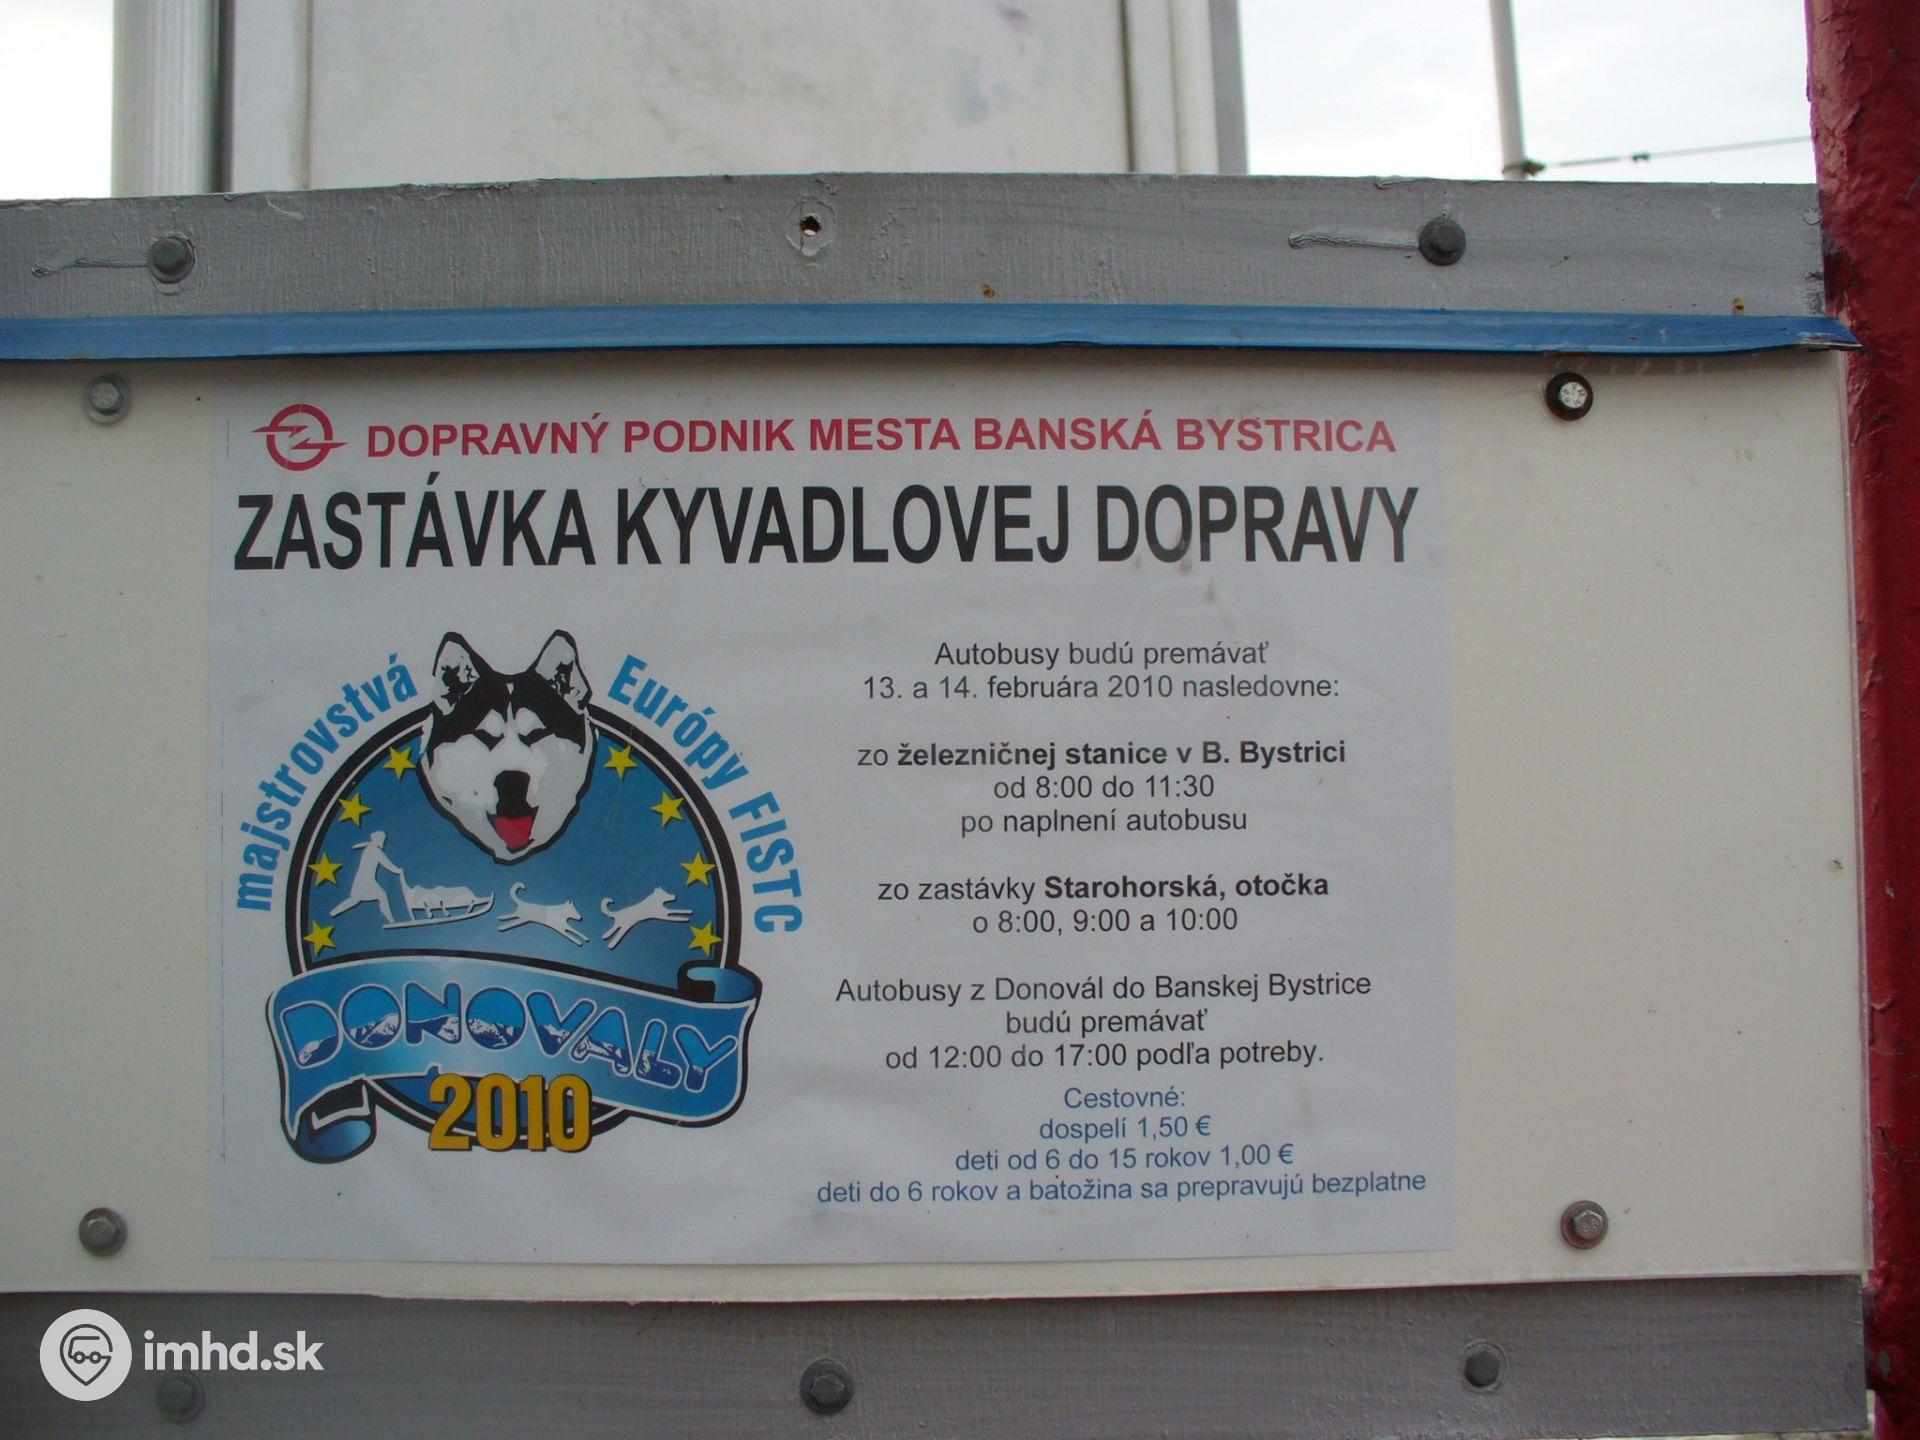 DOPRAVNÝ PODNIK MESTA BANSKÁ BYSTRICA
ZASTÁVKA KYVADLOVEJ DOPRAVY
majstrovstvá Európy FISTC
DONOVALY
2010
Autobusy budú premávať
13. a 14. februára 2010 nasledovne:
zo železničnej stanice v B. Bystrici
od 8:00 do 11:30
po naplnení autobusu
zo zastávky Starohorská, otočka
o 8:00, 9:00 a 10:00
Autobusy z Donovál do Banskej Bystrice
budú premávať
od 12:00 do 17:00 podľa potreby.
Cestovné:
dospelí 1,50 €
deti od 6 do 15 rokov 1,00 €
deti do 6 rokov a batožina sa prepravujú bezplatne
imhd.sk